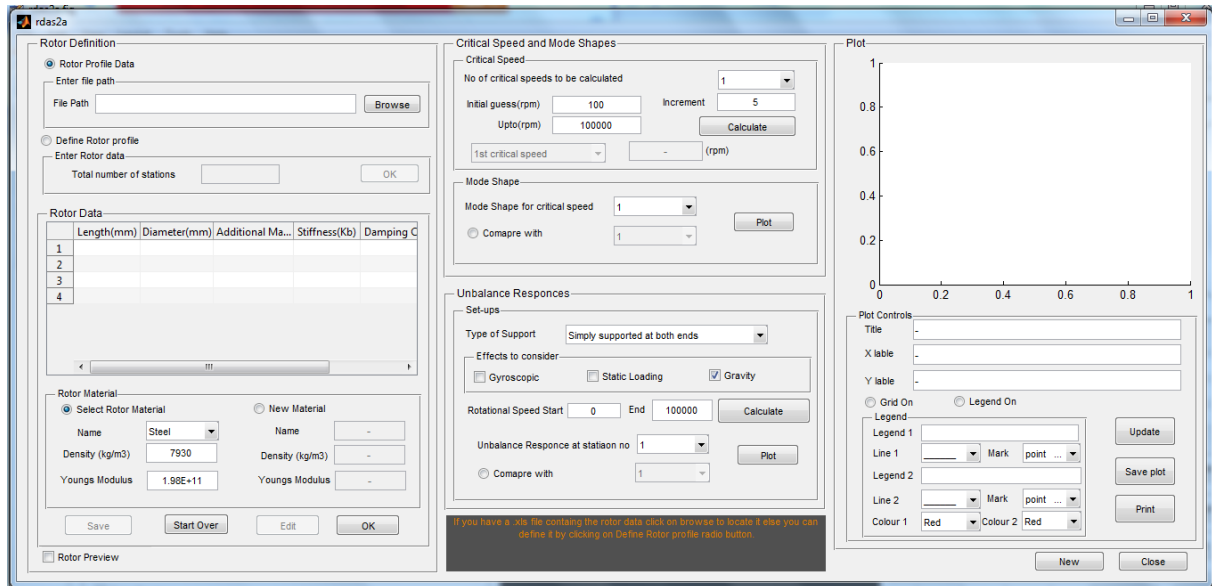 rdas2a
Rotor Definition
Rotor Profile Data
Enter file path
File Path
Browse
Define Rotor profile
Enter Rotor data
Total number of stations
OK
Rotor Data
Length(mm) Diameter(mm) Additional Ma... Stiffness(Kb) Damping C
1
2
3
4
Rotor Material
Select Rotor Material
New Material
Name Steel
Name -
Density (kg/m3) 7930
Density (kg/m3) -
Youngs Modulus 1.98E+11
Youngs Modulus -
Save Start Over Edit OK
Rotor Preview
Critical Speed and Mode Shapes
Critical Speed
No of critical speeds to be calculated 1
Initial guess(rpm) 100 Increment 5
Upto(rpm) 100000 Calculate
1st critical speed - (rpm)
Mode Shape
Mode Shape for critical speed 1
Plot
Comapre with 1
Unbalance Responces
Set-ups
Type of Support Simply supported at both ends
Effects to consider
Gyroscopic Static Loading Gravity
Rotational Speed Start 0 End 100000 Calculate
Unbalance Responce at statiaon no 1
Plot
Comapre with 1
If you have a .xls file containg the rotor data click on browse to locate it else you can
define it by clicking on Define Rotor profile radio button.
Plot
1
0.8
0.6
0.4
0.2
0
0 0.2 0.4 0.6 0.8 1
Plot Controls
Title -
X lable -
Y lable -
Grid On Legend On
Legend
Legend 1
Line 1 Mark point ...
Legend 2
Line 2 Mark point ...
Colour 1 Red Colour 2 Red
Update
Save plot
Print
New Close